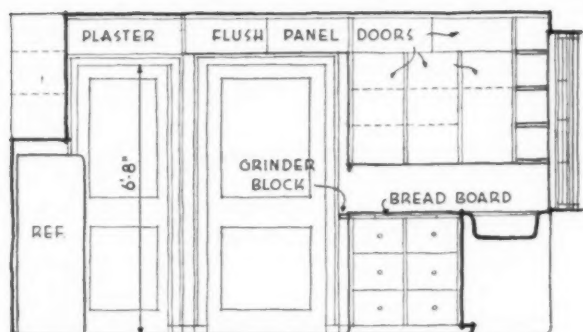 PLASTER FLUSH PANEL DOORS
6'-8"
GRINDER
BLOCK
BREAD BOARD
REF.